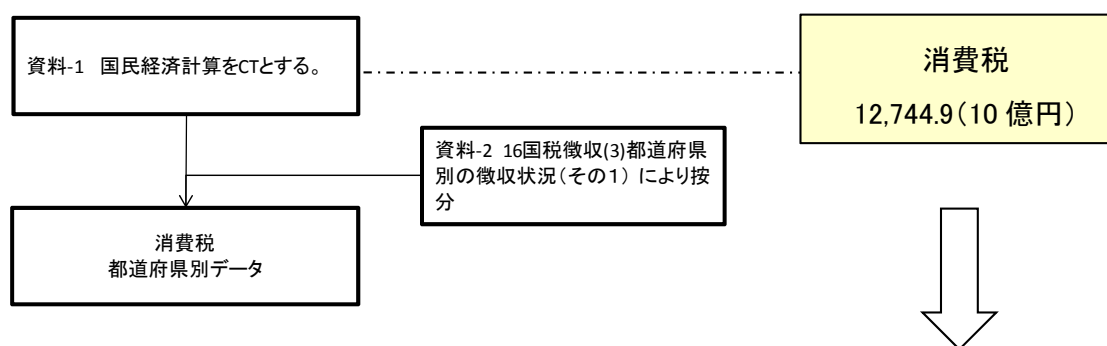 資料-1 国民経済計算をCTとする。
消費税
12,744.9(10 億円)
資料-2 16国税徴収(3)都道府県
別の徴収状況(その1) により按
分
消費税
都道府県別データ